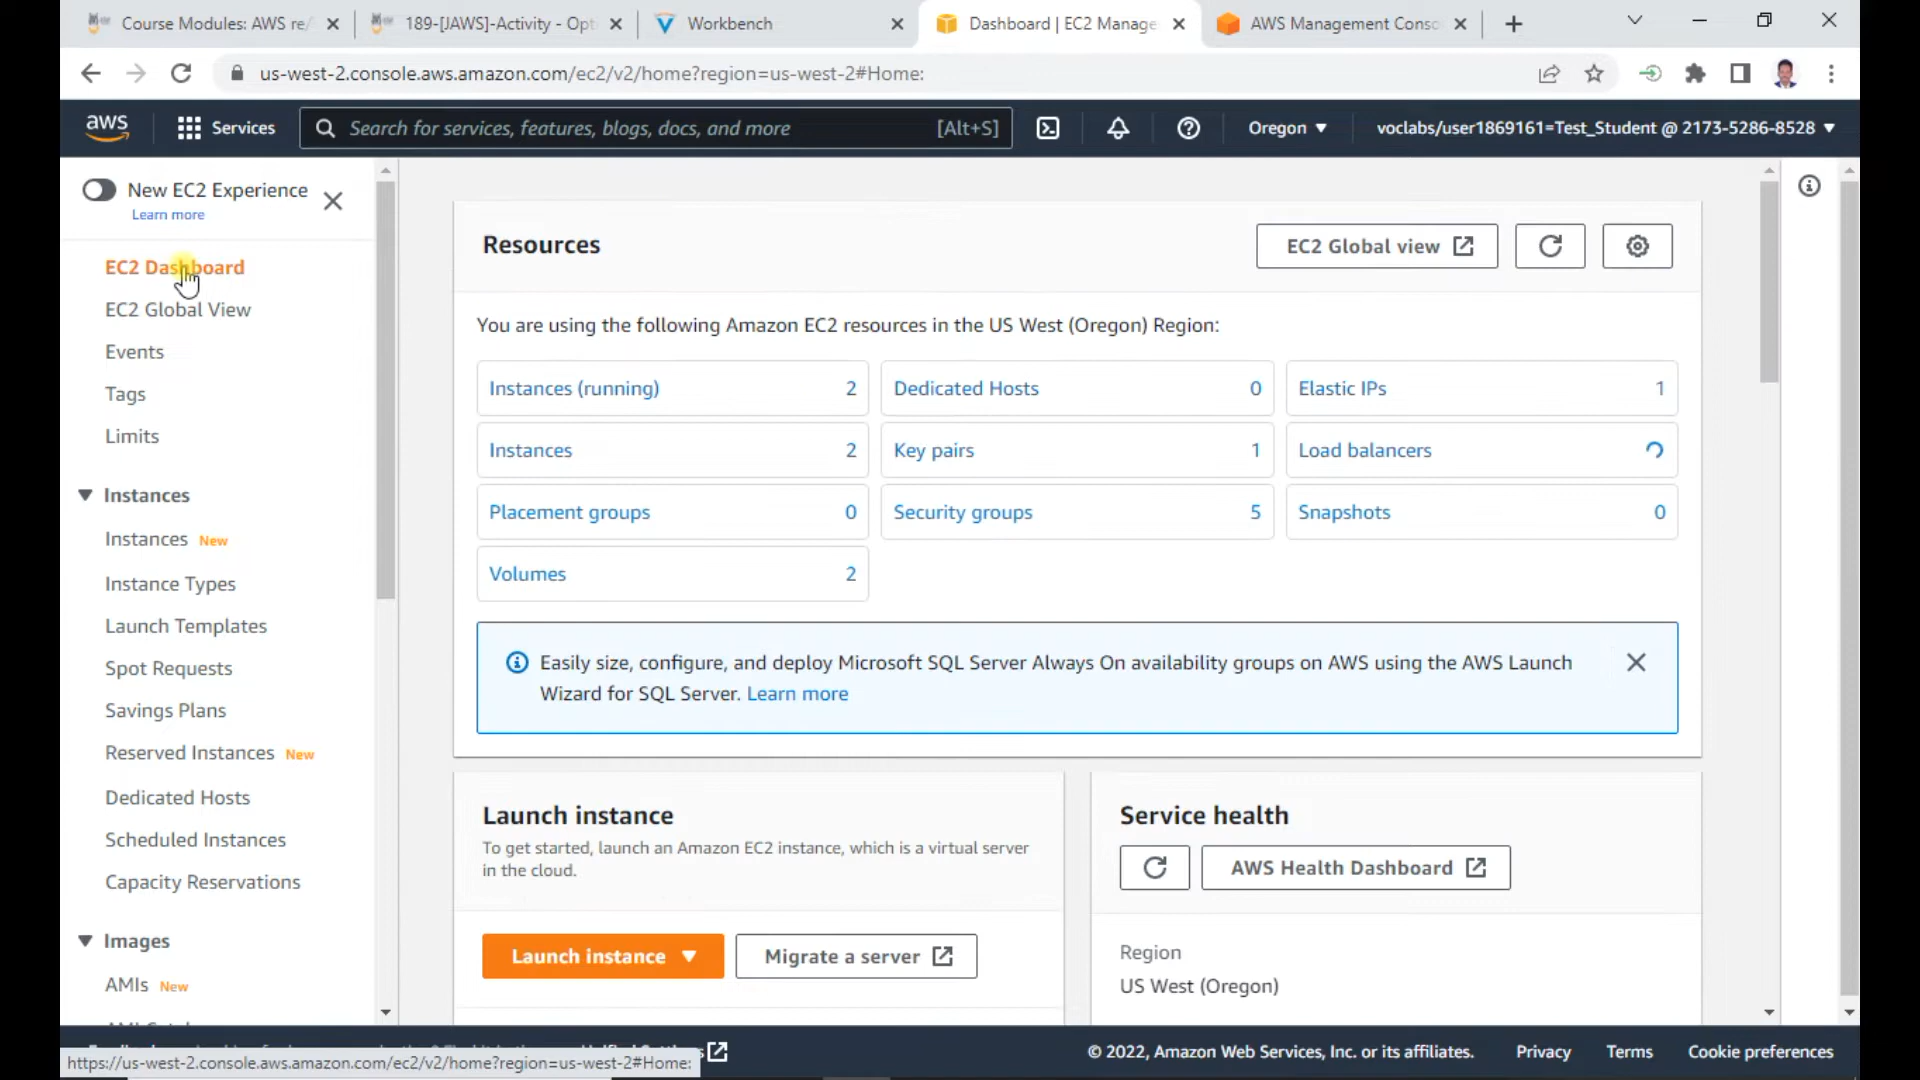 Course Modules: AWS re/
189-[JAWS]-Activity - Opt
Workbench
Dashboard | EC2 Manage
AWS Management Conso
us-west-2.console.aws.amazon.com/ec2/v2/home?region=us-west-2#Home:
aws
Services
Search for services, features, blogs, docs, and more
[Alt+S]
Oregon
voclabs/user1869161=Test_Student @ 2173-5286-8528
New EC2 Experience
Learn more
EC2 Dashboard
EC2 Global View
Events
Tags
Limits
Instances
Instances New
Instance Types
Launch Templates
Spot Requests
Savings Plans
Reserved Instances New
Dedicated Hosts
Scheduled Instances
Capacity Reservations
Images
AMIs New
Resources
EC2 Global view
You are using the following Amazon EC2 resources in the US West (Oregon) Region:
Instances (running) 2
Dedicated Hosts 0
Elastic IPs 1
Instances 2
Key pairs 1
Load balancers
Placement groups 0
Security groups 5
Snapshots 0
Volumes 2
Easily size, configure, and deploy Microsoft SQL Server Always On availability groups on AWS using the AWS Launch
Wizard for SQL Server. Learn more
Launch instance
To get started, launch an Amazon EC2 instance, which is a virtual server
in the cloud.
Launch instance
Migrate a server
Service health
AWS Health Dashboard
Region
US West (Oregon)
https://us-west-2.console.aws.amazon.com/ec2/v2/home?region=us-west-2#Home:
© 2022, Amazon Web Services, Inc. or its affiliates.
Privacy
Terms
Cookie preferences